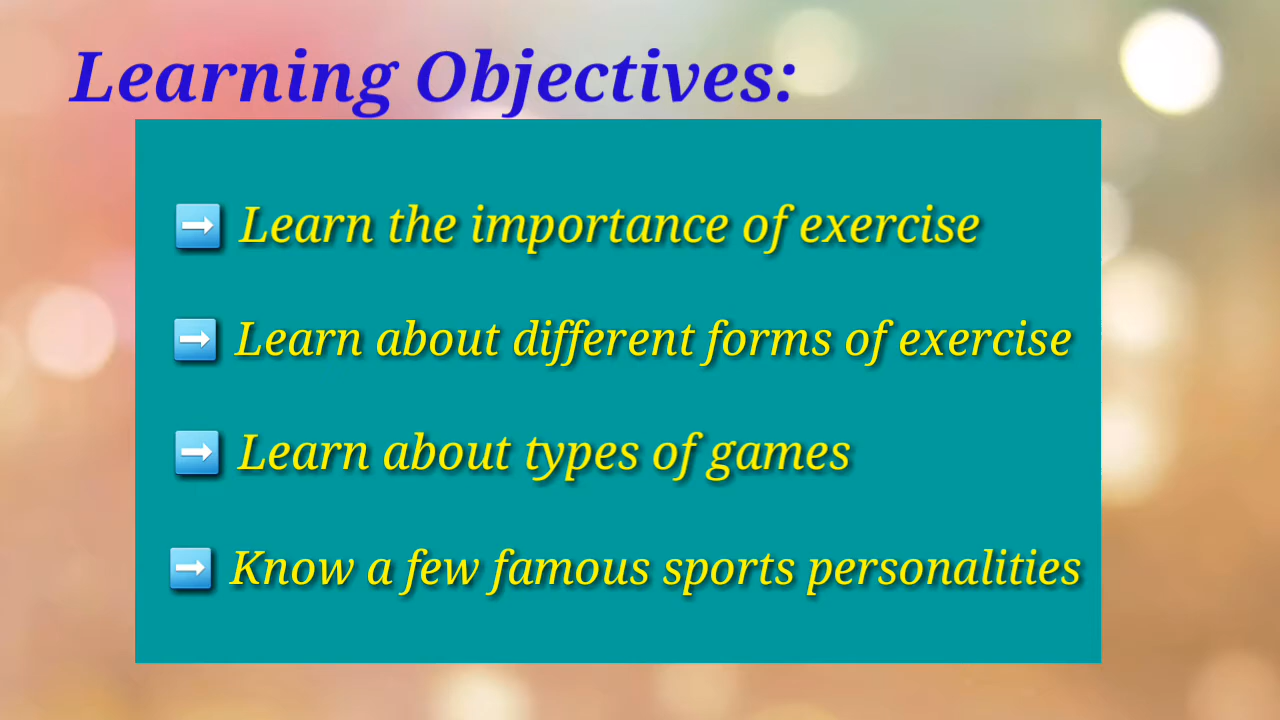 Learning Objectives:
➡ Learn the importance of exercise
➡ Learn about different forms of exercise
➡ Learn about types of games
➡ Know a few famous sports personalities